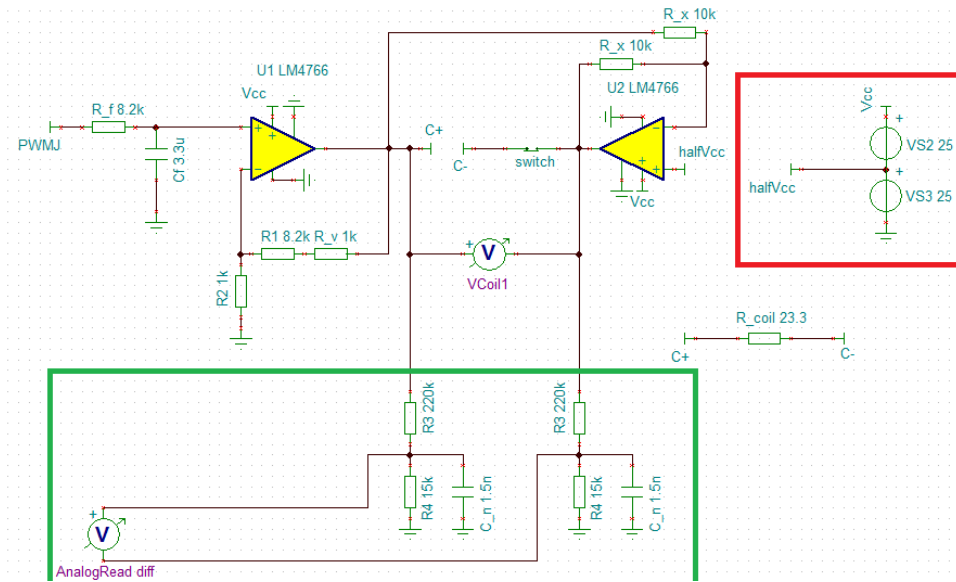 R_x 10k
R_x 10k
U1 LM4766
U2 LM4766
Vcc
Vcc
R_f 8.2k
PWMJ
Cf 3.3u
+
+
-
C+
C-
switch
-
+
+
halfVcc
Vcc
+
VS2 25
halfVcc
+
VS3 25
R1 8.2k
R_v 1k
R2 1k
+
V
VCoil1
R_coil 23.3
C+
C-
R3 220k
R3 220k
R4 15k
C_n 1.5n
R4 15k
C_n 1.5n
+
V
AnalogRead diff